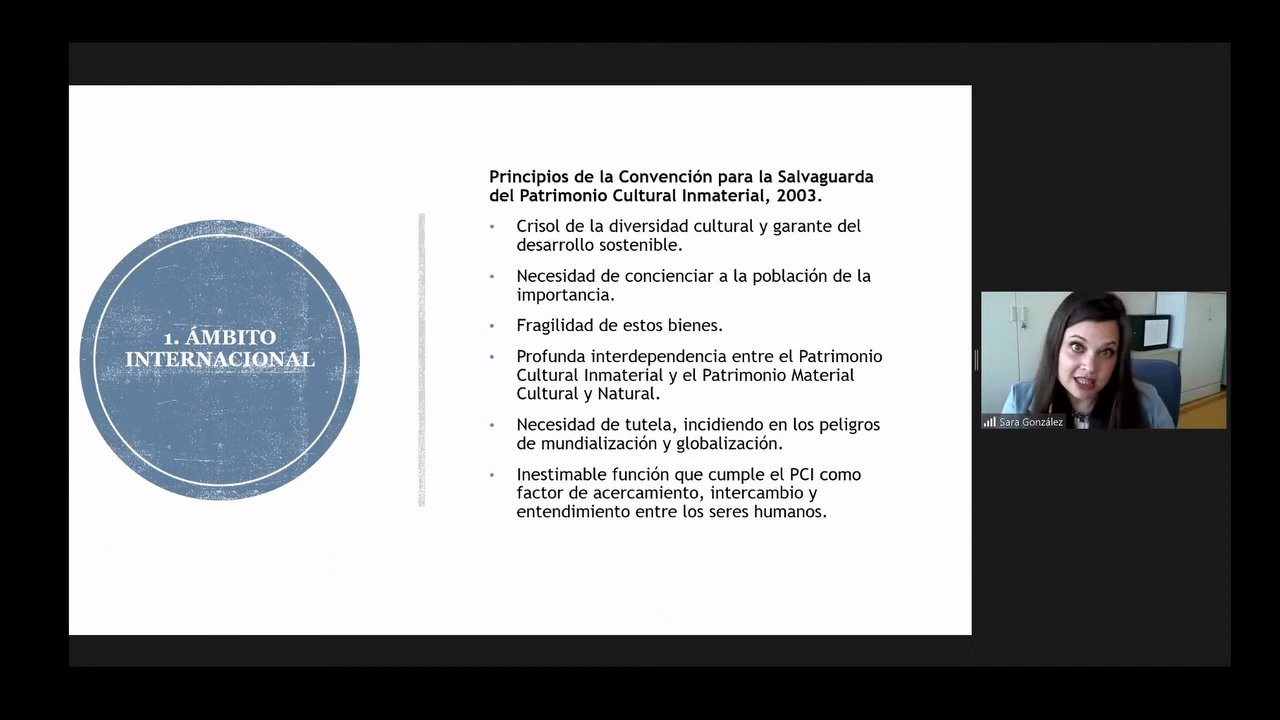 1. ÁMBITO
INTERNACIONAL
Principios de la Convención para la Salvaguarda
del Patrimonio Cultural Inmaterial, 2003.
• Crisol de la diversidad cultural y garante del
desarrollo sostenible.
• Necesidad de concienciar a la población de la
importancia.
• Fragilidad de estos bienes.
• Profunda interdependencia entre el Patrimonio
Cultural Inmaterial y el Patrimonio Material
Cultural y Natural.
• Necesidad de tutela, incidiendo en los peligros
de mundialización y globalización.
• Inestimable función que cumple el PCI como
factor de acercamiento, intercambio y
entendimiento entre los seres humanos.
Sara González